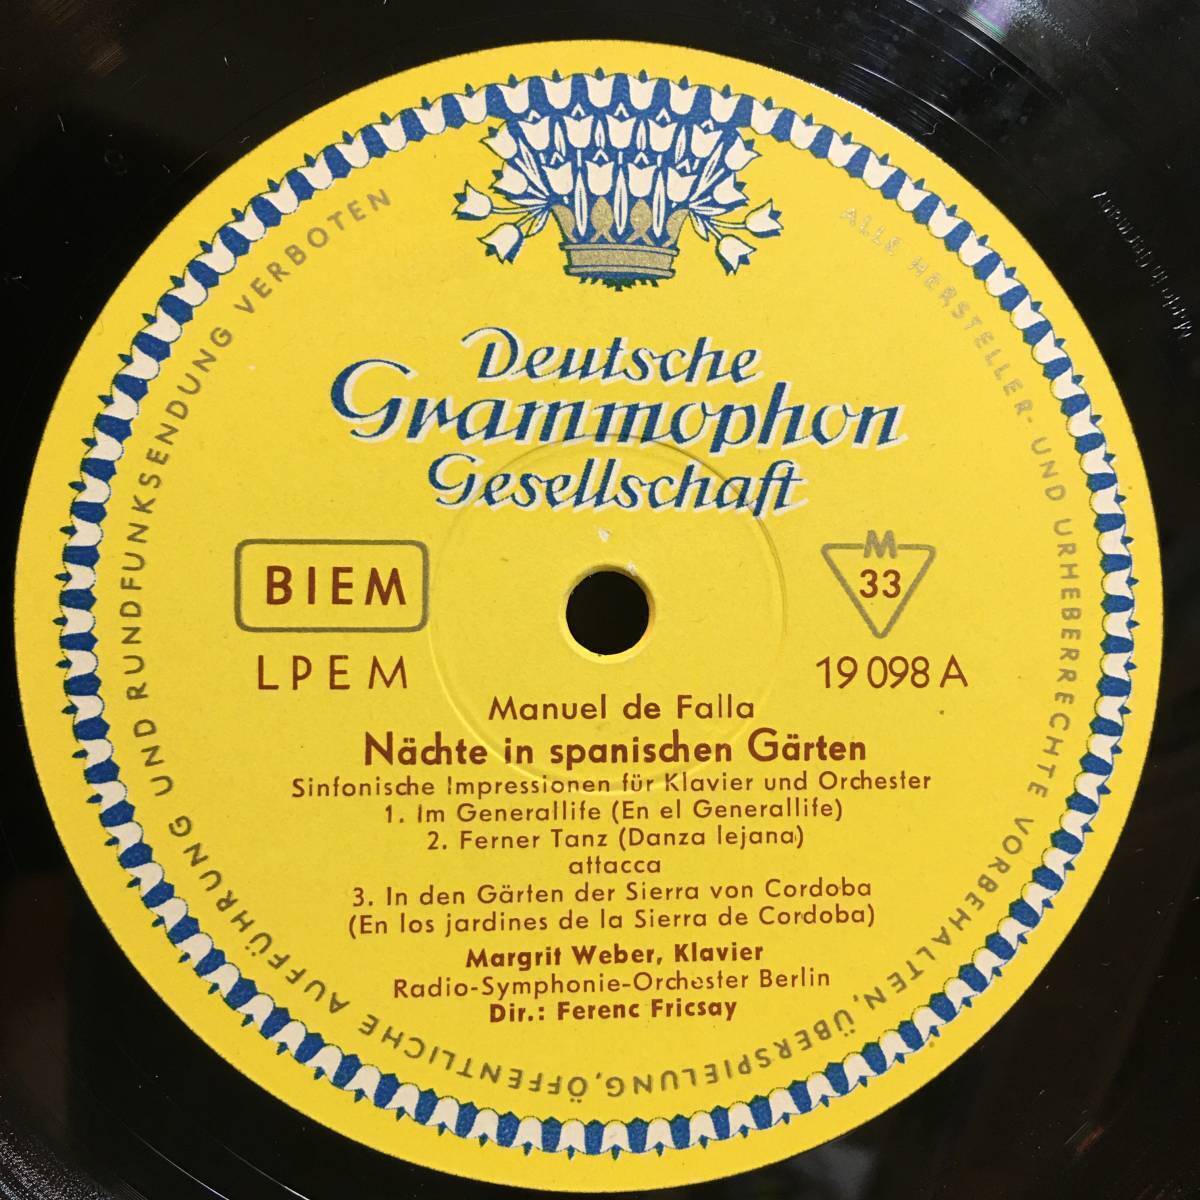 Deutsche
Grammophon
Gesellschaft
BIEM
M
33
LPEM
19 098 A
Manuel de Falla
Nächte in spanischen Gärten
Sinfonische Impressionen für Klavier und Orchester
1. Im Generallife (En el Generallife)
2. Ferner Tanz (Danza lejana)
attacca
3. In den Gärten der Sierra von Cordoba
(En los jardines de la Sierra de Cordoba)
Margrit Weber, Klavier
Radio-Symphonie-Orchester Berlin
Dir.: Ferenc Fricsay
ALLE HERSTELLER- UND URHEBERRECHTE VORBEHALTEN, ÜBERSPIELUNG, ÖFFENTLICHE AUFFÜHRUNG UND RUNDFUNKSENDUNG VERBOTEN
Made in Germany